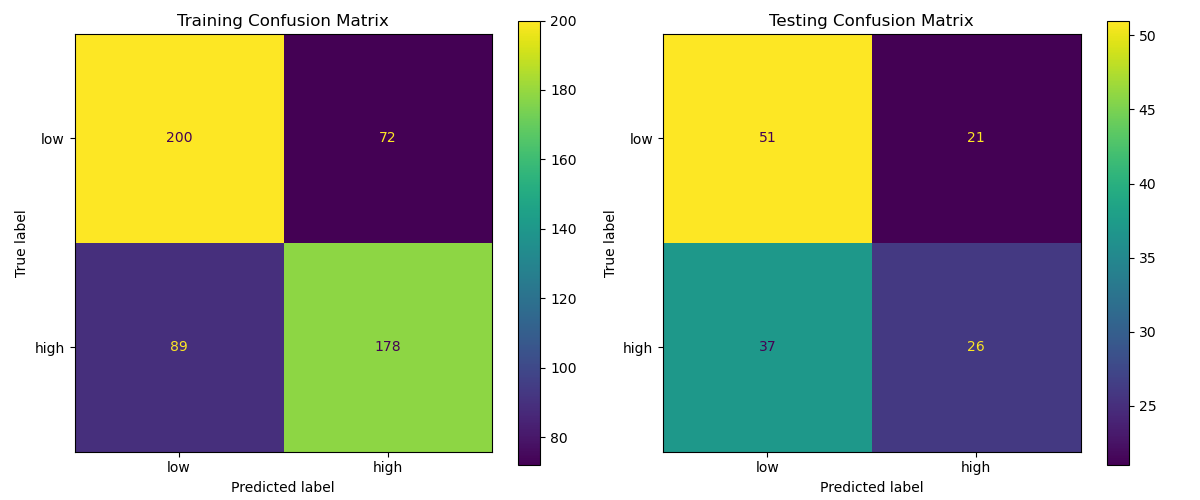 Training Confusion Matrix
True label
low
high
200
72
89
178
low
high
Predicted label
200
180
160
140
120
100
80
Testing Confusion Matrix
True label
low
high
51
21
37
26
low
high
Predicted label
50
45
40
35
30
25